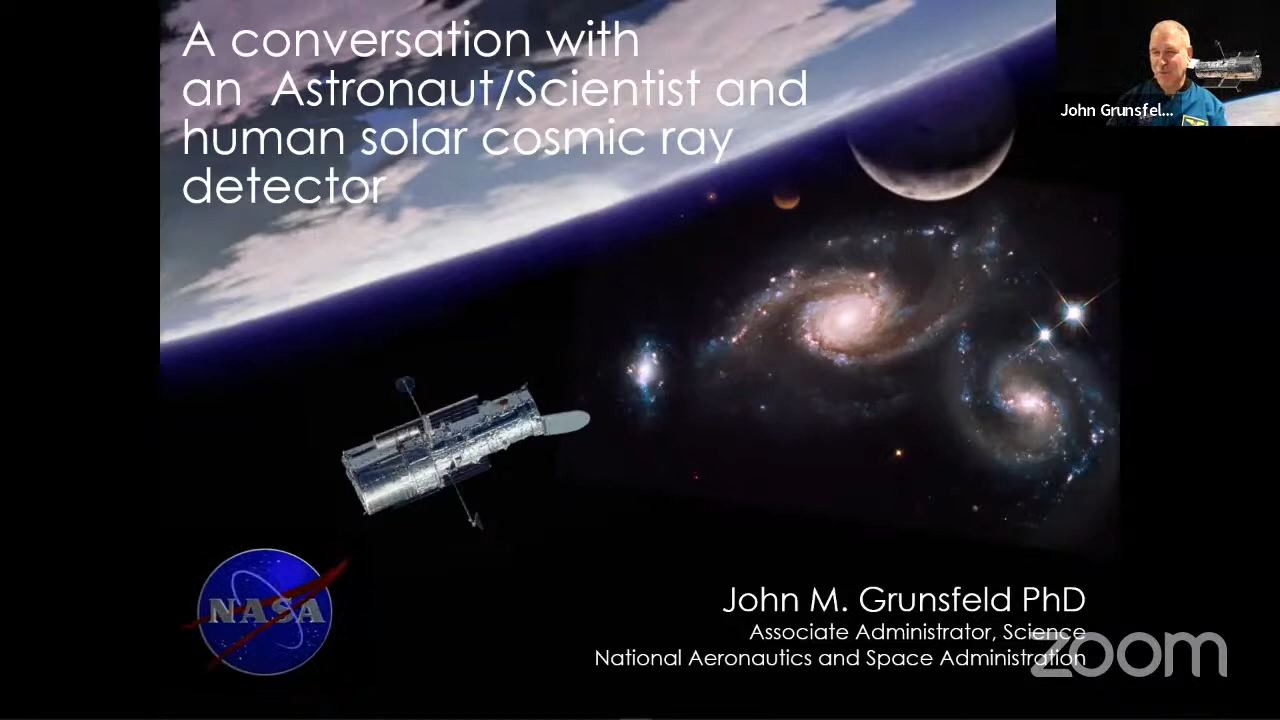 A conversation with
an Astronaut/Scientist and
human solar cosmic ray
detector
John Grunsfel...
NASA
John M. Grunsfeld PhD
Associate Administrator, Science
National Aeronautics and Space Administration
zoom